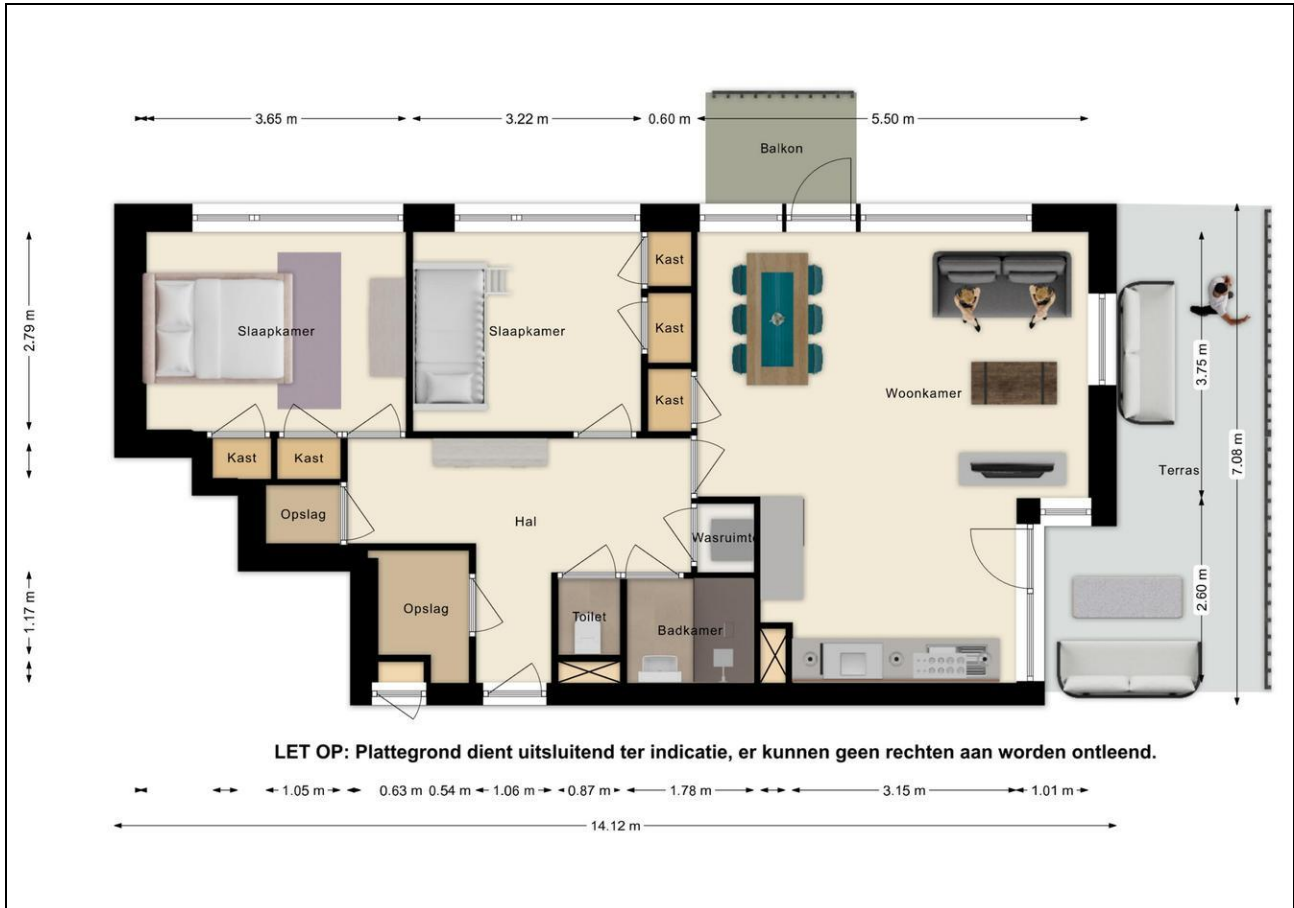 3.65 m
3.22 m
0.60 m
5.50 m
Balkon
Kast
Slaapkamer
Slaapkamer
Kast
2.79 m
3.75 m
Kast
Woonkamer
Kast
Kast
Terras
7.08 m
Opslag
Hal
Wasruimte
2.60 m
1.17 m
Opslag
Toilet
Badkamer
LET OP: Plattegrond dient uitsluitend ter indicatie, er kunnen geen rechten aan worden ontleend.
1.05 m
0.63 m
0.54 m
1.06 m
0.87 m
1.78 m
3.15 m
1.01 m
14.12 m